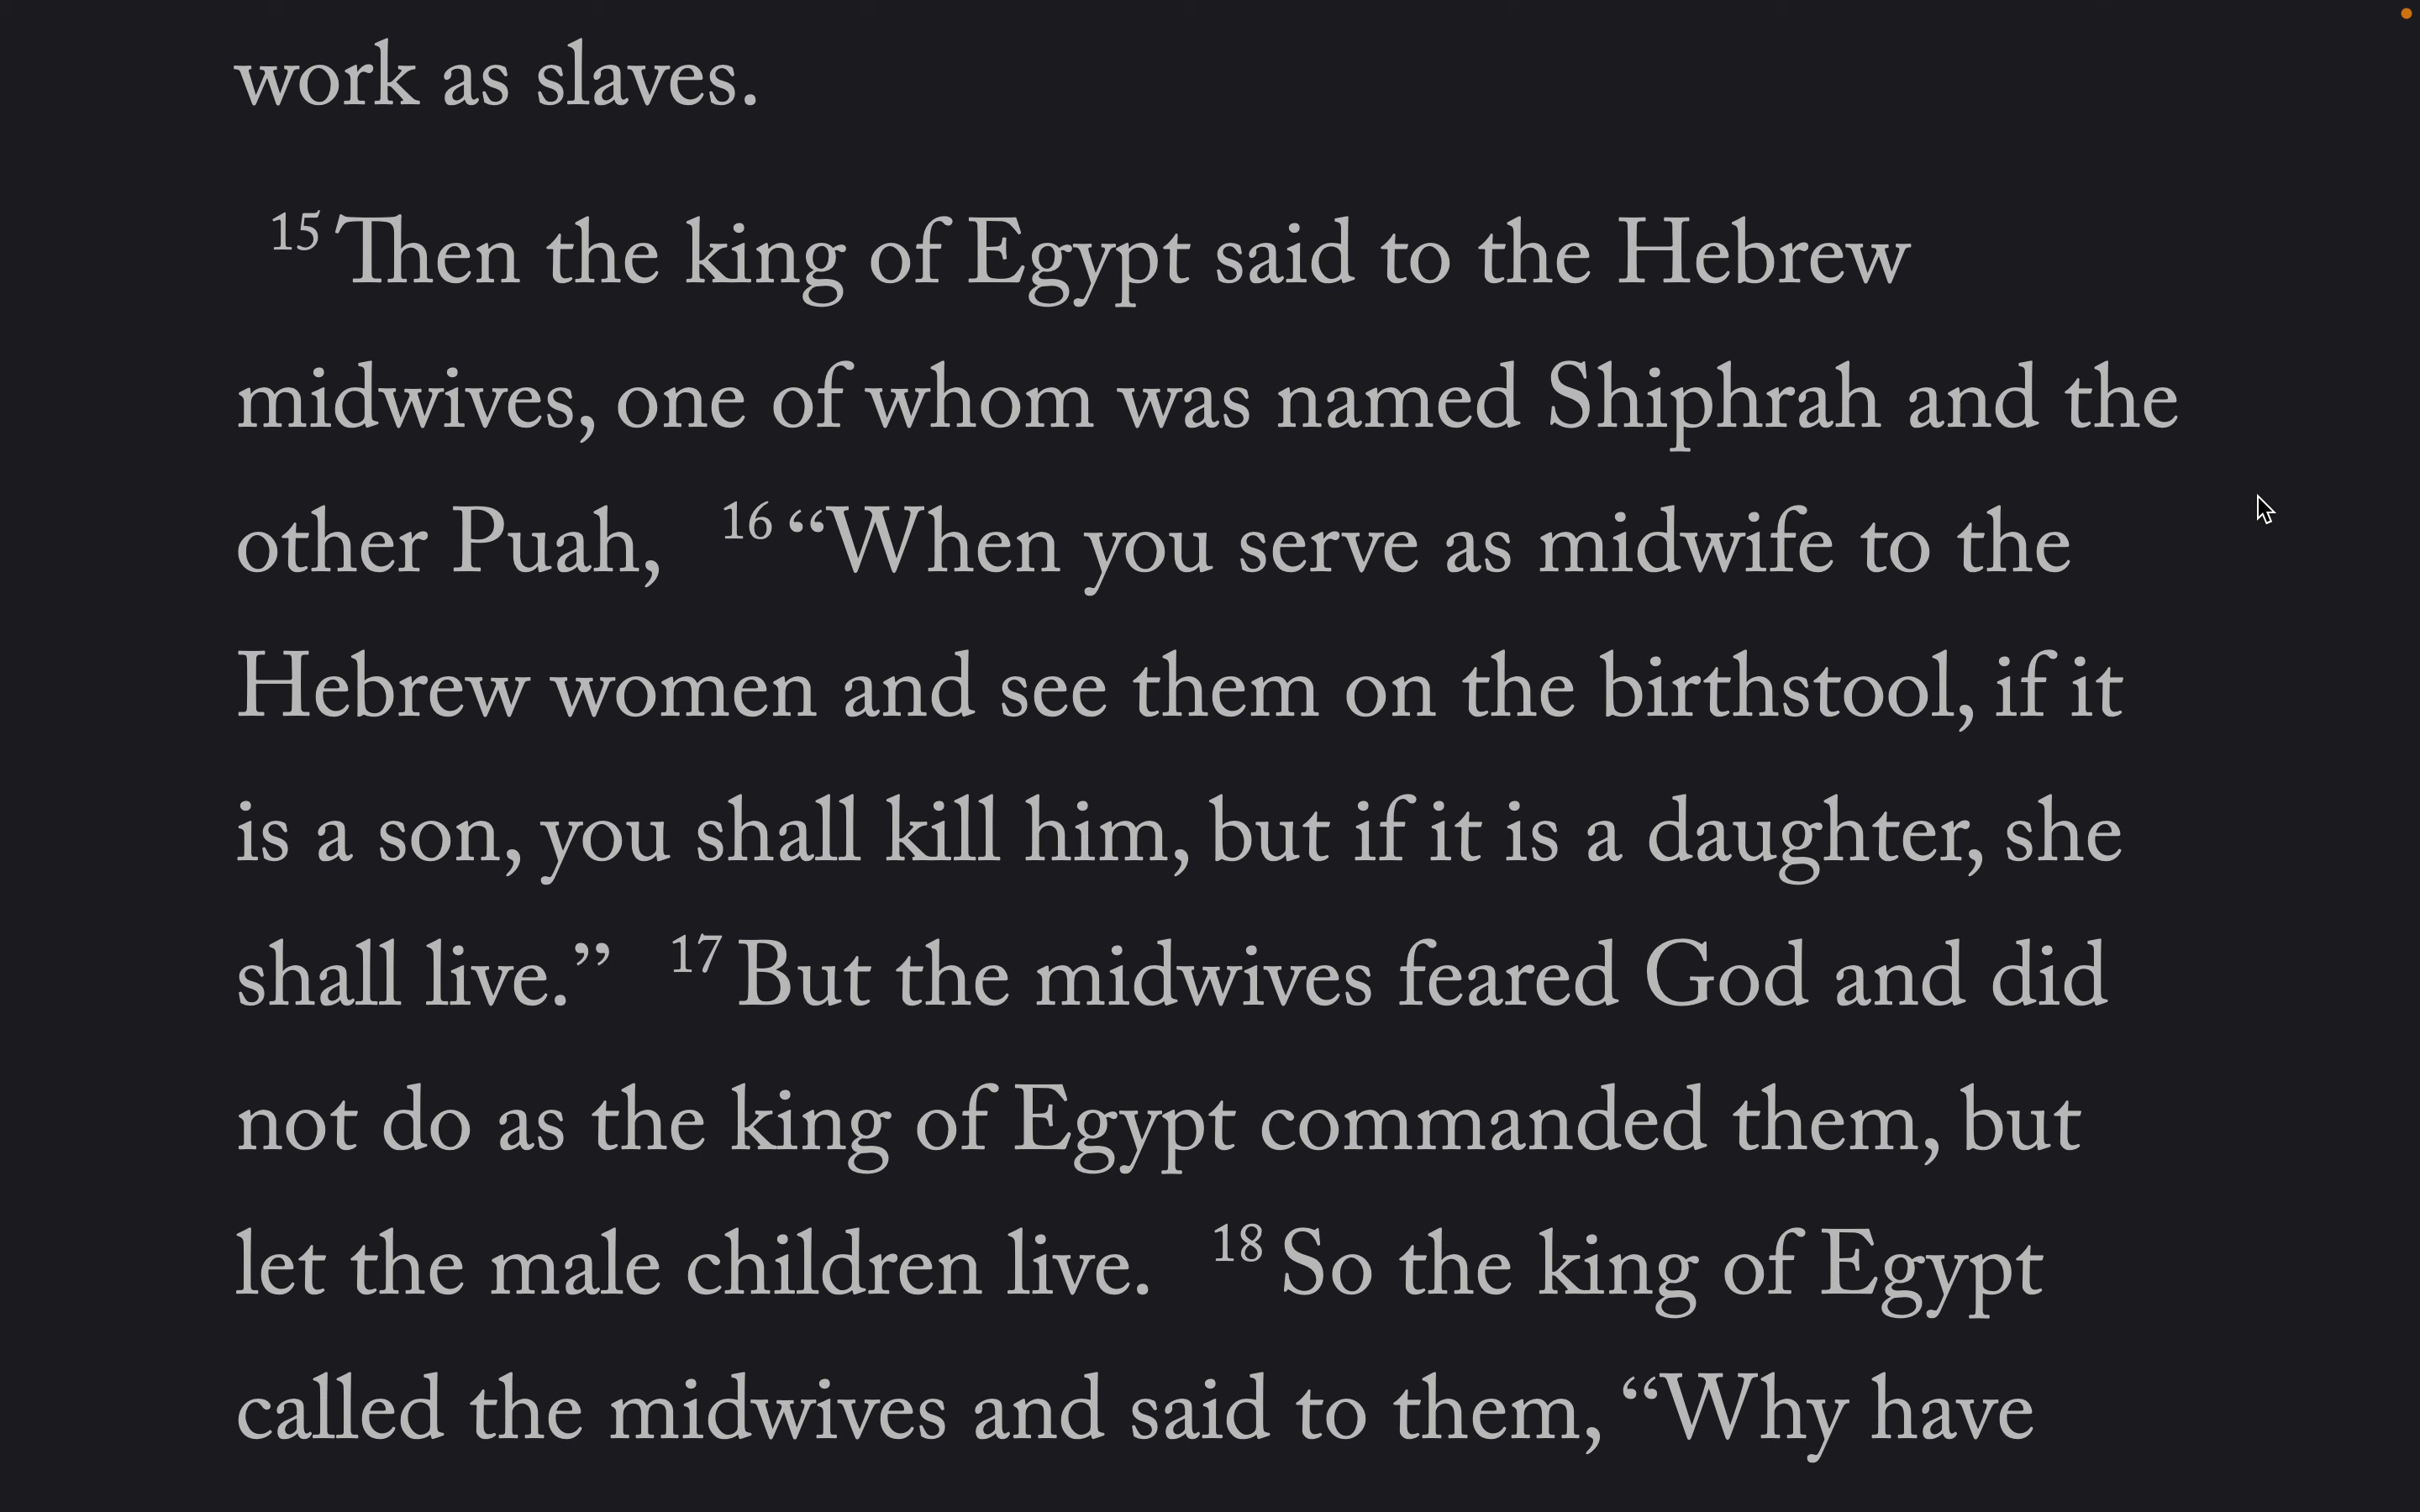 work as slaves.
15 Then the king of Egypt said to the Hebrew
midwives, one of whom was named Shiphrah and the
other Puah, 16 “When you serve as midwife to the
Hebrew women and see them on the birthstool, if it
is a son, you shall kill him, but if it is a daughter, she
shall live.” 17 But the midwives feared God and did
not do as the king of Egypt commanded them, but
let the male children live. 18 So the king of Egypt
called the midwives and said to them, “Why have